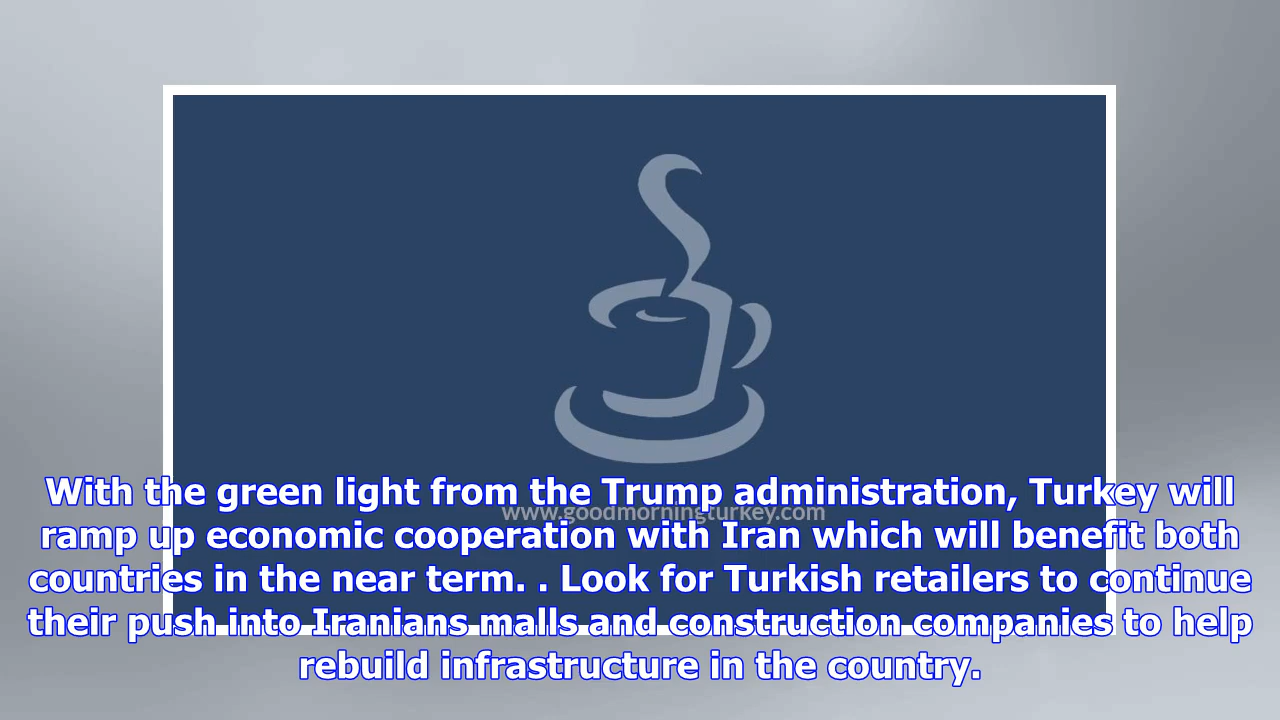 With the green light from the Trump administration, Turkey will
www.goodmorningturkey.com
ramp up economic cooperation with Iran which will benefit both
countries in the near term. . Look for Turkish retailers to continue
their push into Iranians malls and construction companies to help
rebuild infrastructure in the country.